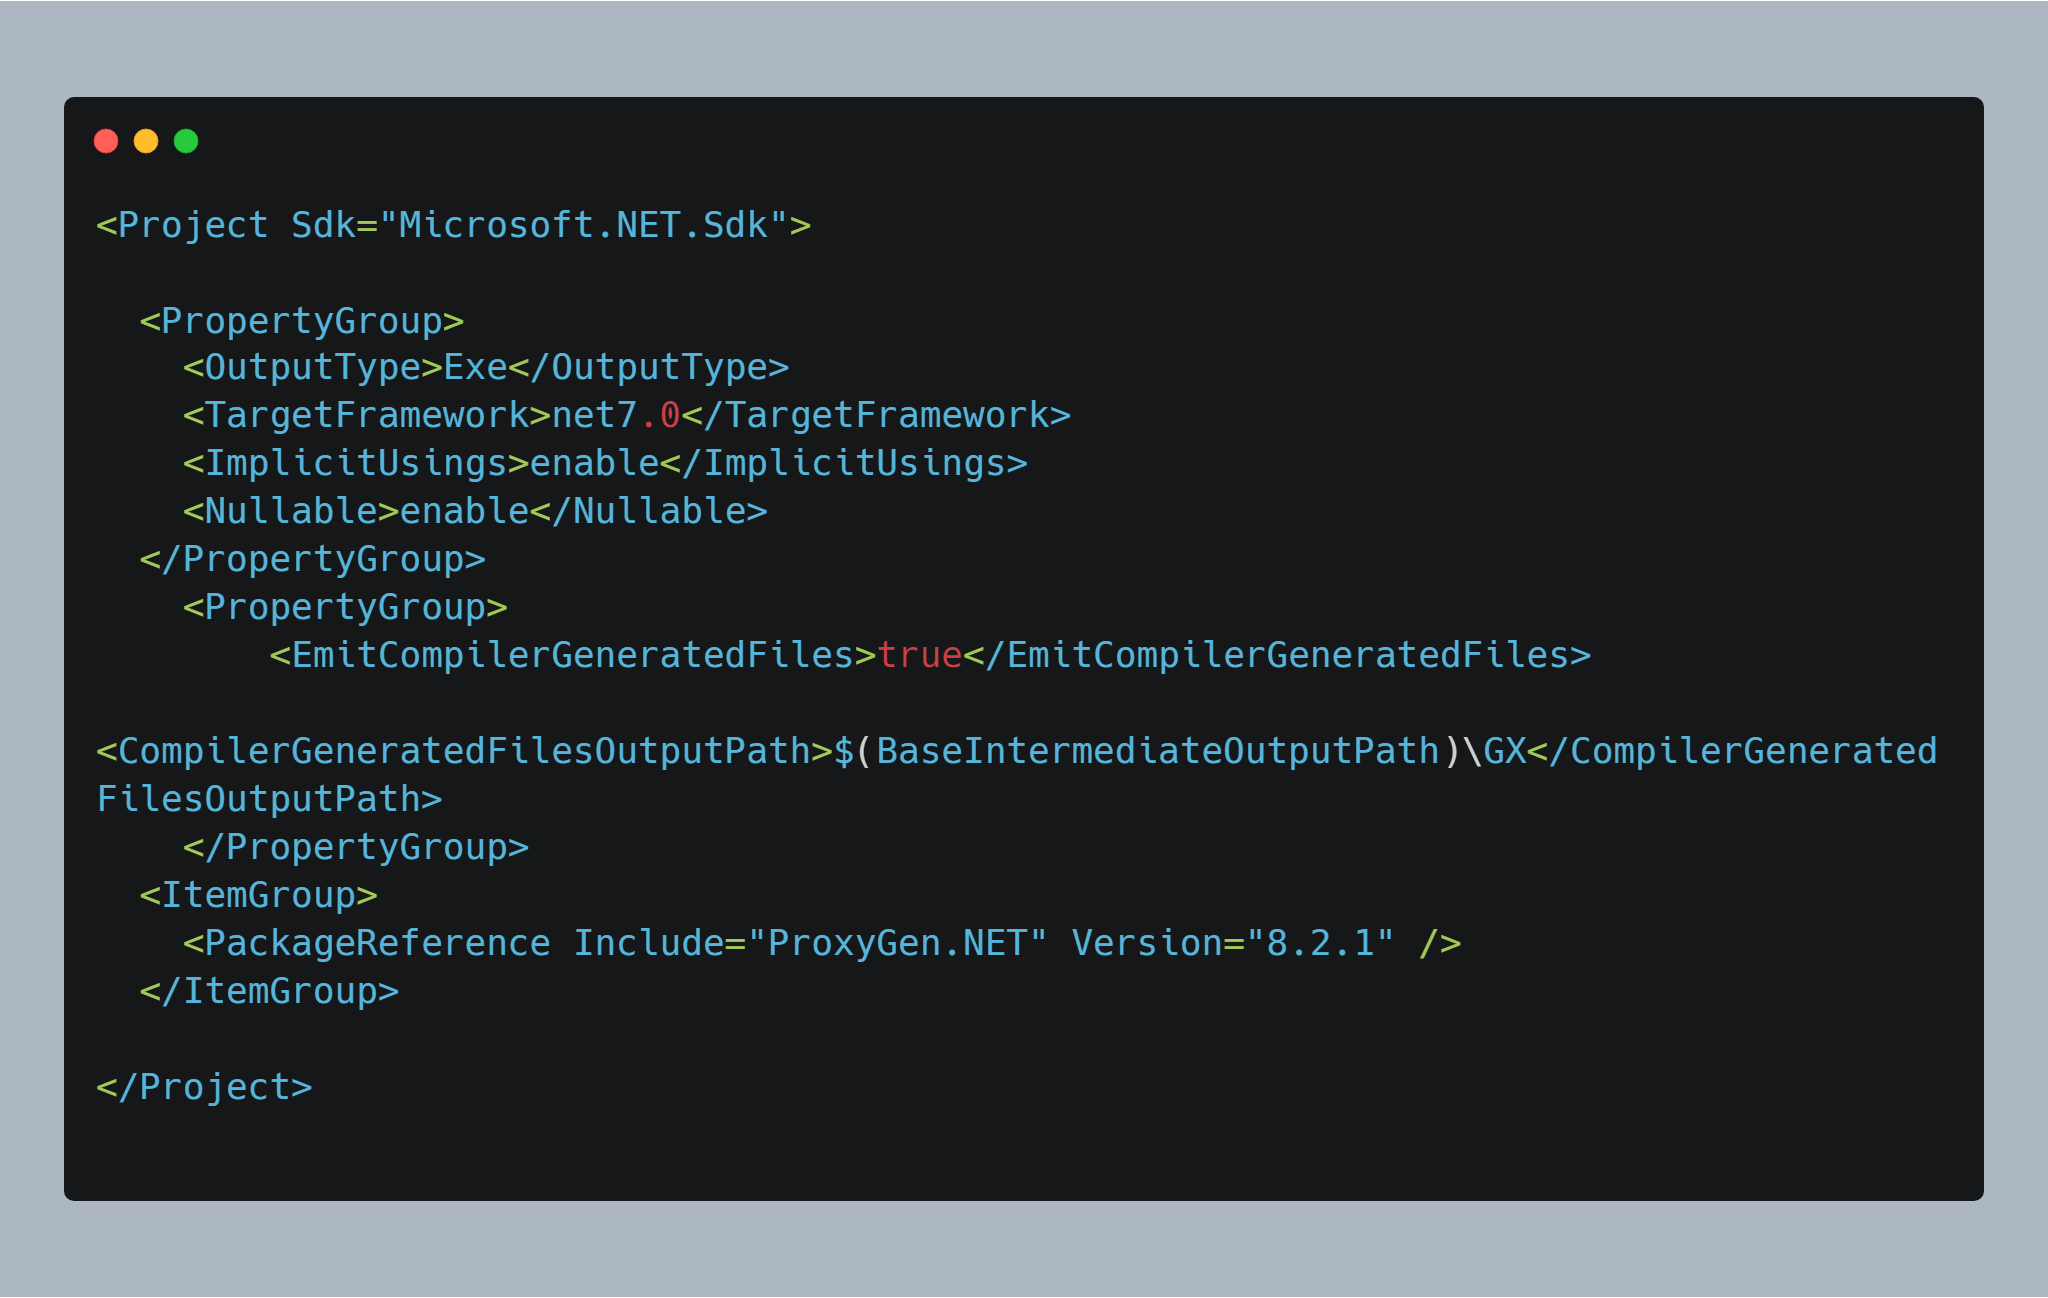 <Project Sdk="Microsoft.NET.Sdk">

  <PropertyGroup>
    <OutputType>Exe</OutputType>
    <TargetFramework>net7.0</TargetFramework>
    <ImplicitUsings>enable</ImplicitUsings>
    <Nullable>enable</Nullable>
  </PropertyGroup>
    <PropertyGroup>
        <EmitCompilerGeneratedFiles>true</EmitCompilerGeneratedFiles>

<CompilerGeneratedFilesOutputPath>$(BaseIntermediateOutputPath)\GX</CompilerGenerated
FilesOutputPath>
    </PropertyGroup>
  <ItemGroup>
    <PackageReference Include="ProxyGen.NET" Version="8.2.1" />
  </ItemGroup>

</Project>